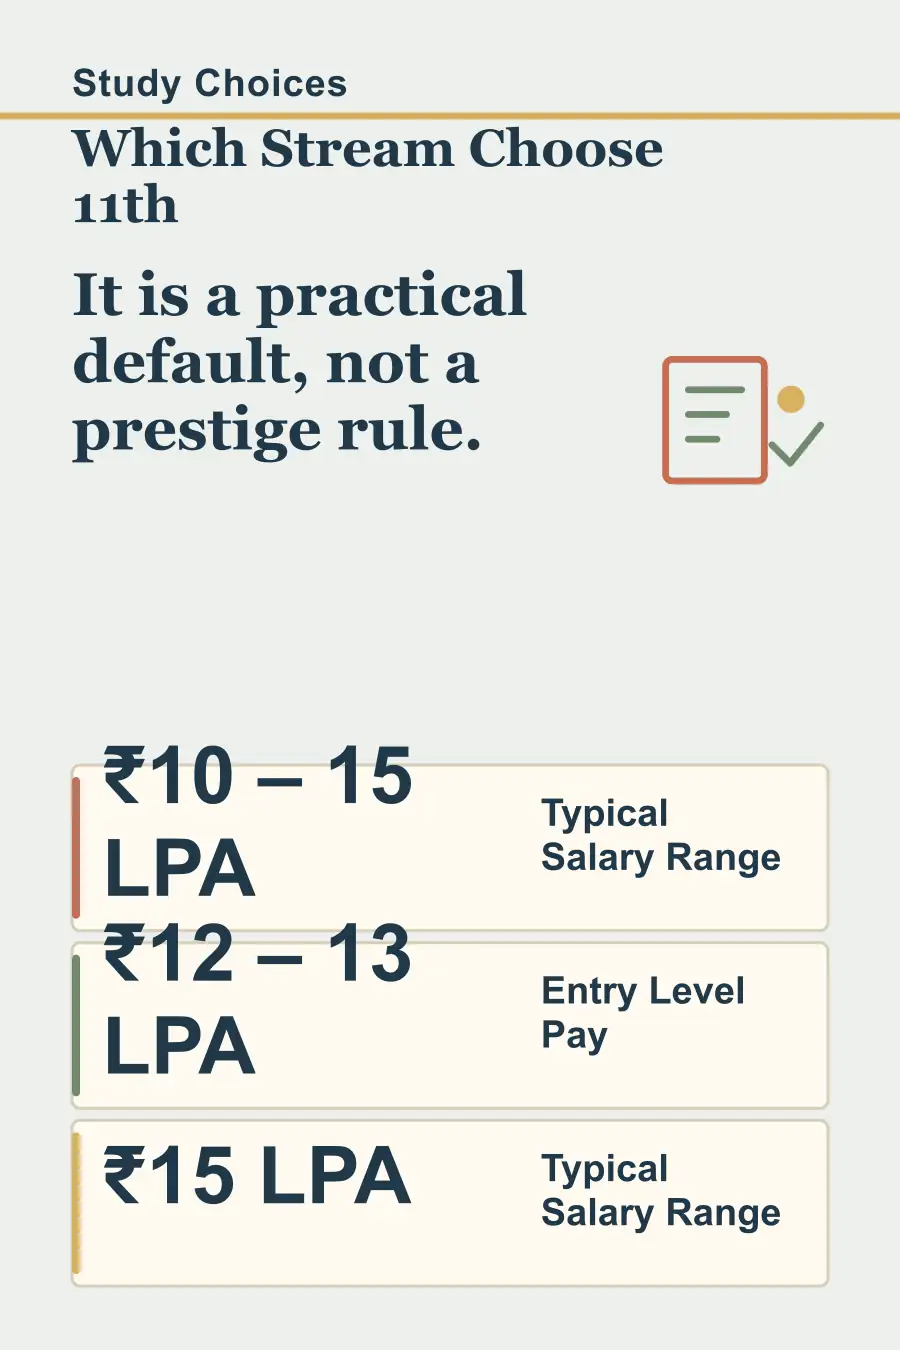 Study Choices
Which Stream Choose
11th
It is a practical
default, not a
prestige rule.
₹10 – 15
LPA
Typical
Salary Range
₹12 – 13
LPA
Entry Level
Pay
₹15 LPA
Typical
Salary Range